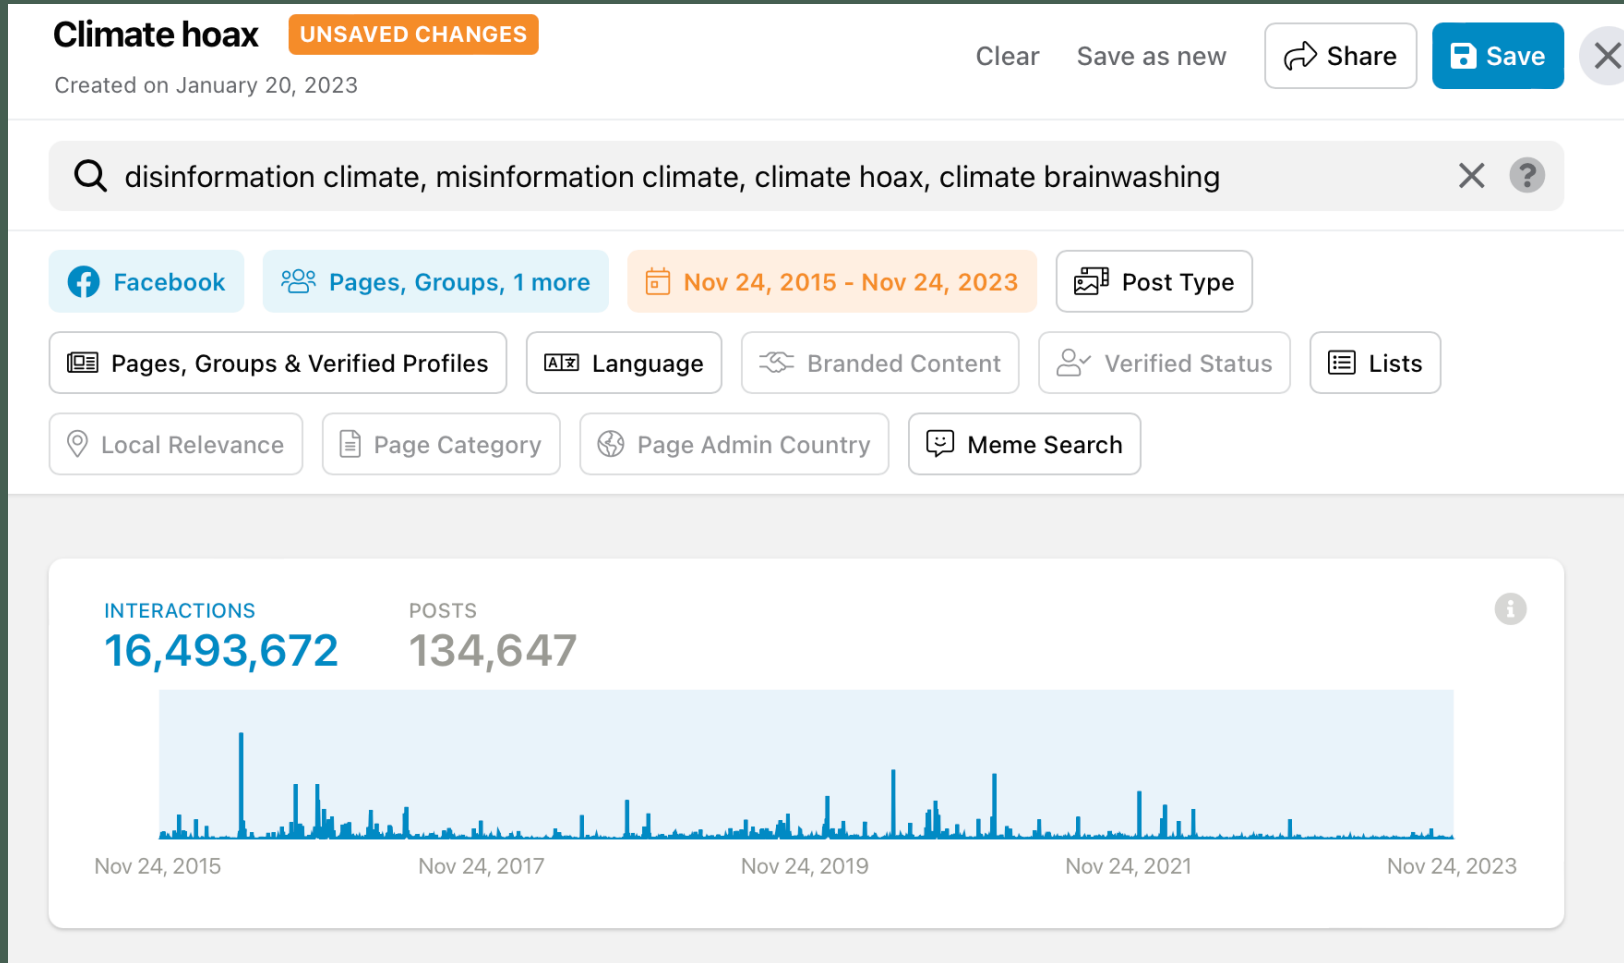 Climate hoax UNSAVED CHANGES
Created on January 20, 2023
Clear Save as new Share Save
disinformation climate, misinformation climate, climate hoax, climate brainwashing ?
Facebook Pages, Groups, 1 more Nov 24, 2015 - Nov 24, 2023 Post Type
Pages, Groups & Verified Profiles Language Branded Content Verified Status Lists
Local Relevance Page Category Page Admin Country Meme Search
INTERACTIONS POSTS
16,493,672 134,647
Nov 24, 2015 Nov 24, 2017 Nov 24, 2019 Nov 24, 2021 Nov 24, 2023